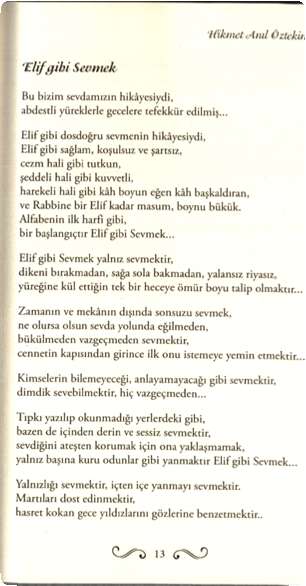 Hikmet Anıl Öztekin
Elif gibi Sevmek
Bu bizim sevdamızın hikâyesiydi,
abdestli yüreklerle gecelere tefekkür edilmiş...
Elif gibi dosdoğru sevmenin hikâyesiydi,
Elif gibi sağlam, koşulsuz ve şartsız,
cezm hali gibi tutkun,
şeddeli hali gibi kuvvetli,
harekeli hali gibi kâh boyun eğen kâh başkaldıran,
ve Rabbine bir Elif kadar masum, boynu bükük.
Alfabenin ilk harfi gibi,
bir başlangıçtır Elif gibi Sevmek...
Elif gibi Sevmek yalnız sevmektir,
dikeni bırakmadan, sağa sola bakmadan, yalansız riyasız,
yüreğine kül ettiğin tek bir heceye ömür boyu talip olmaktır...
Zamanın ve mekânın dışında sonsuzu sevmek,
ne olursa olsun sevda yolunda eğilmeden,
bükülmeden vazgeçmeden sevmektir,
cennetin kapısından girince ilk onu istemeye yemin etmektir...
Kimselerin bilemeyeceği, anlayamayacağı gibi sevmektir,
dimdik sevebilmektir, hiç vazgeçmeden...
Tıpkı yazılıp okunmadığı yerlerdeki gibi,
bazen de içinden derin ve sessiz sevmektir,
sevdiğini ateşten korumak için ona yaklaşmamak,
yalnız başına kuru odunlar gibi yanmaktır Elif gibi Sevmek...
Yalnızlığı sevmektir, içten içe yanmayı sevmektir.
Martıları dost edinmektir,
hasret kokan gece yıldızlarını gözlerine benzetmektir..
13